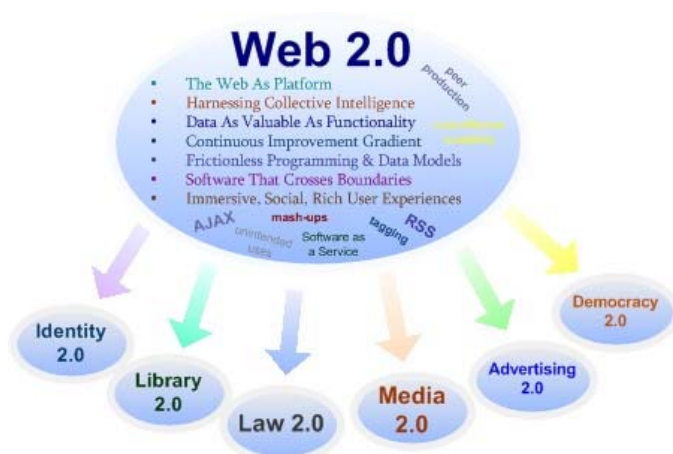 Web 2.0
peer
production
• The Web As Platform
• Harnessing Collective Intelligence
• Data As Valuable As Functionality
• Continuous Improvement Gradient
• Frictionless Programming & Data Models
• Software That Crosses Boundaries
• Immersive, Social, Rich User Experiences
AJAX
unintended
uses
mash-ups
Software as
a Service
tagging
RSS
Identity
2.0
Library
2.0
Law 2.0
Media
2.0
Advertising
2.0
Democracy
2.0